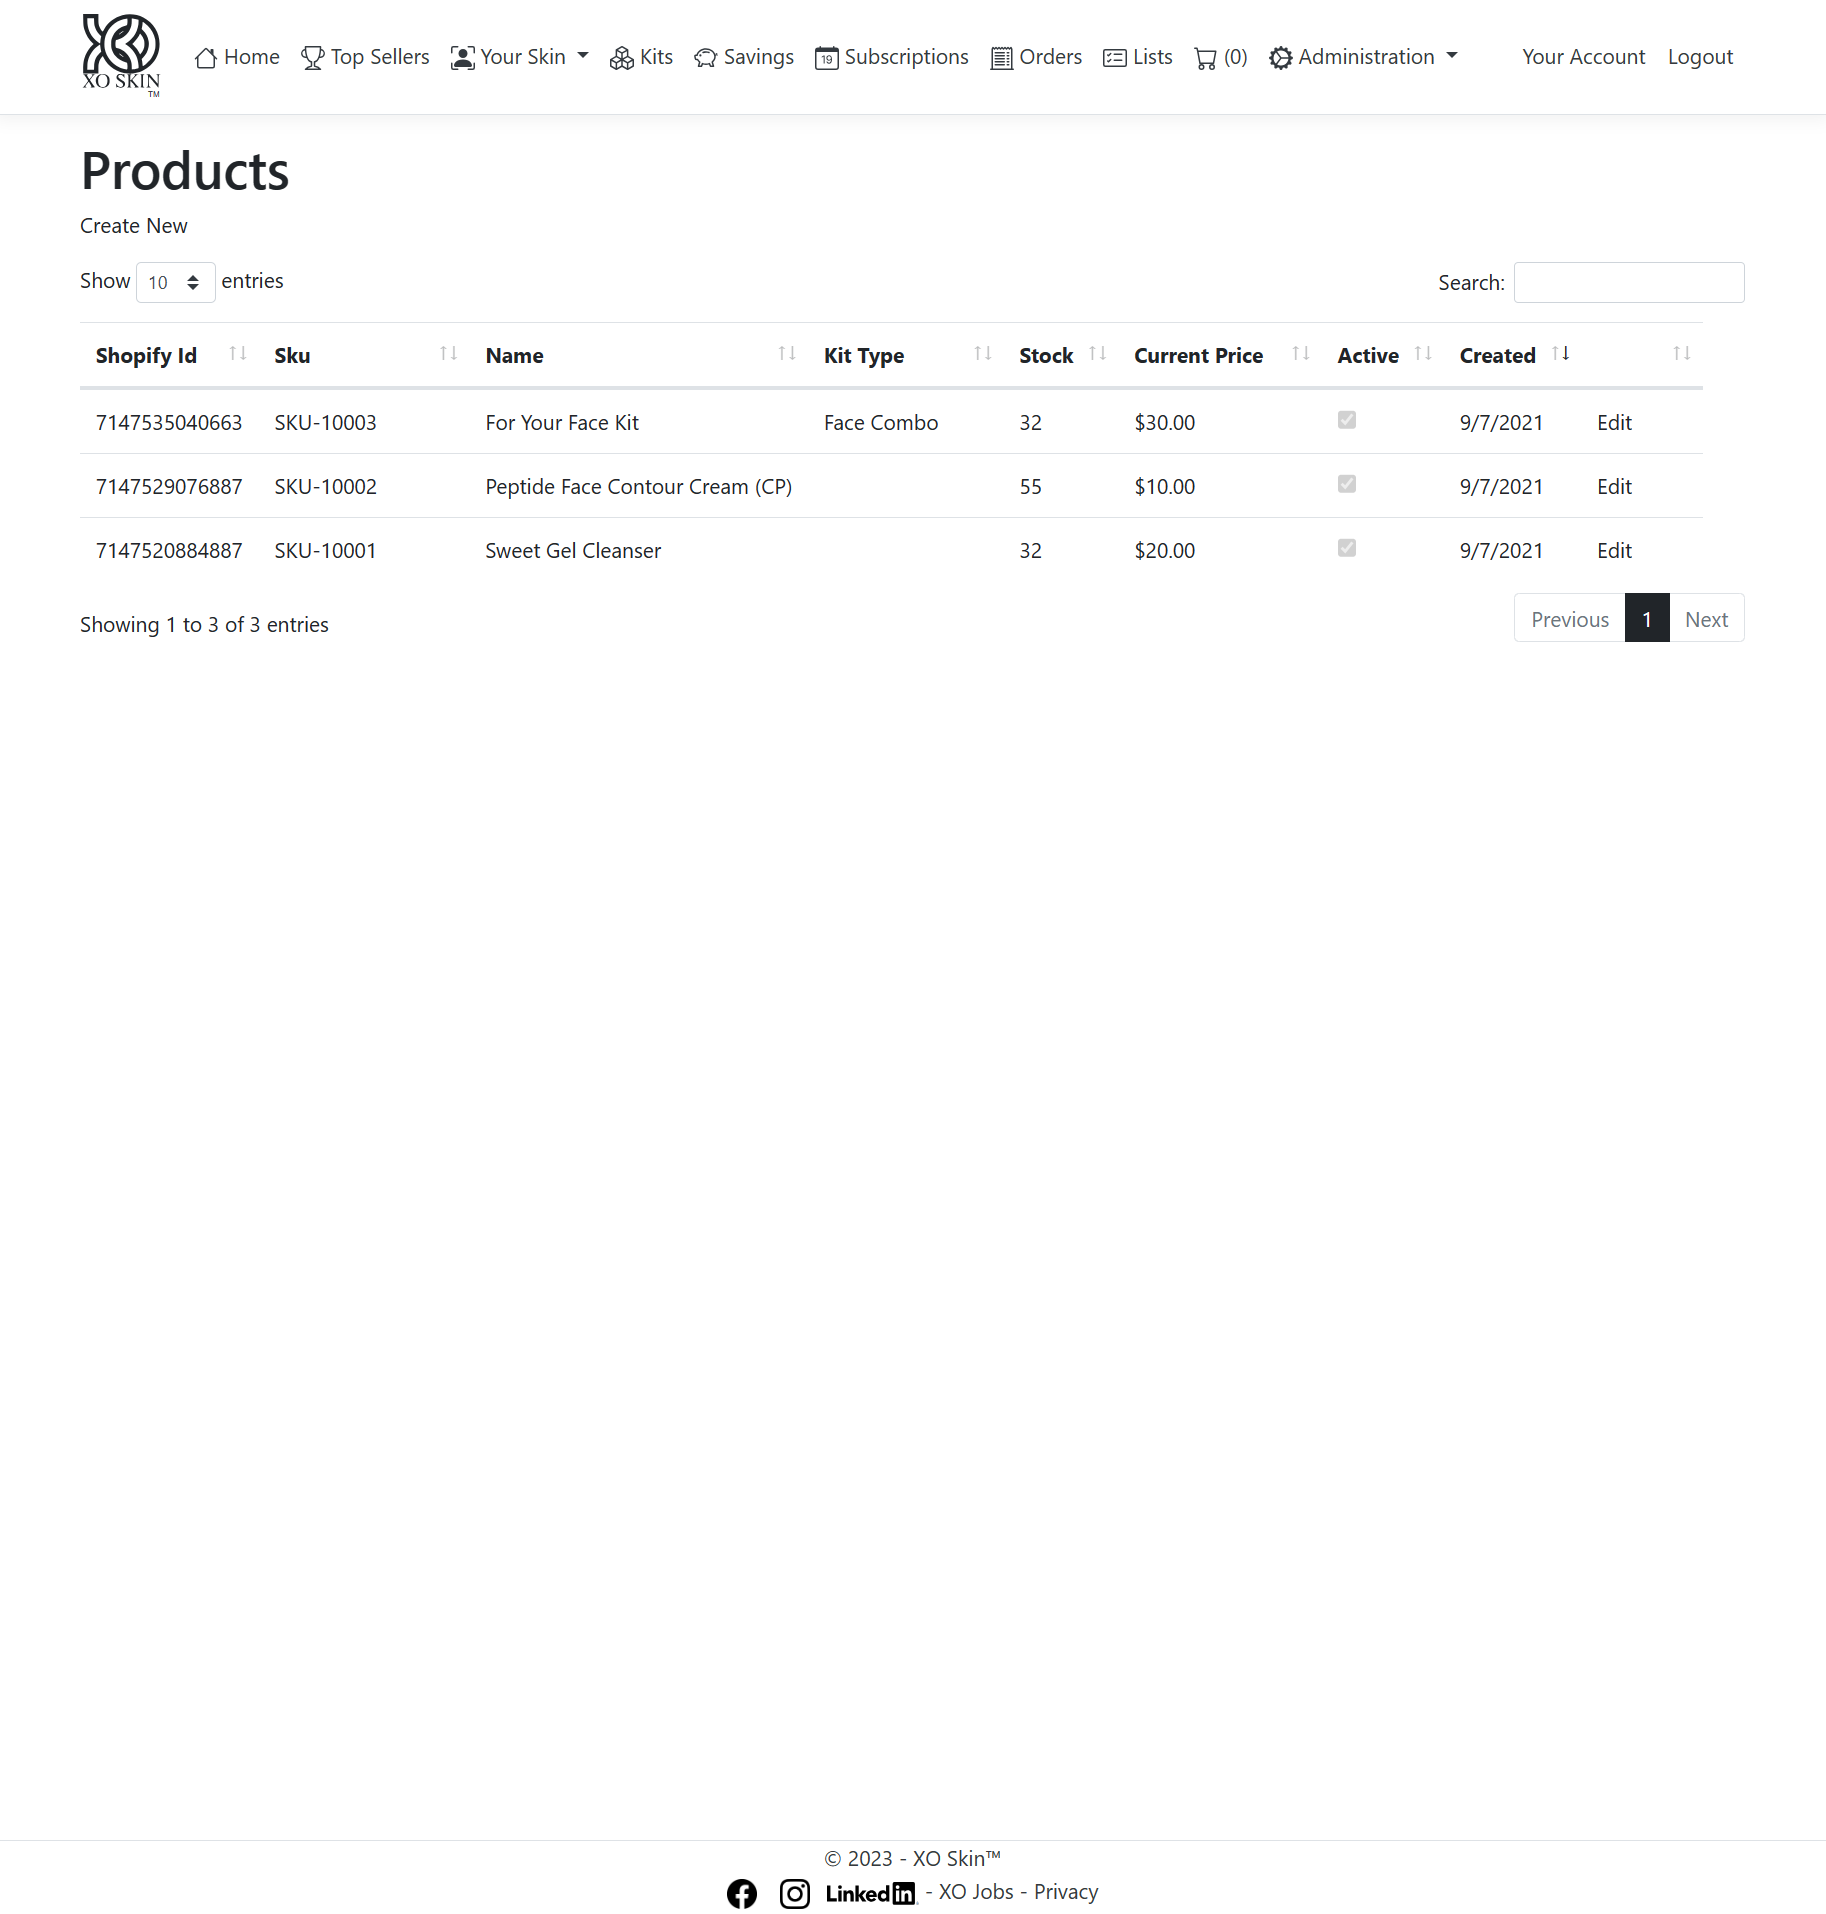 XO SKIN
TM
Home Top Sellers Your Skin Kits Savings 19 Subscriptions Orders Lists (0) Administration Your Account Logout
Products
Create New
Show 10 entries Search:
Shopify Id Sku Name Kit Type Stock Current Price Active Created
7147535040663 SKU-10003 For Your Face Kit Face Combo 32 $30.00 9/7/2021 Edit
7147529076887 SKU-10002 Peptide Face Contour Cream (CP) 55 $10.00 9/7/2021 Edit
7147520884887 SKU-10001 Sweet Gel Cleanser 32 $20.00 9/7/2021 Edit
Showing 1 to 3 of 3 entries Previous 1 Next
© 2023 - XO Skin™
LinkedIn - XO Jobs - Privacy